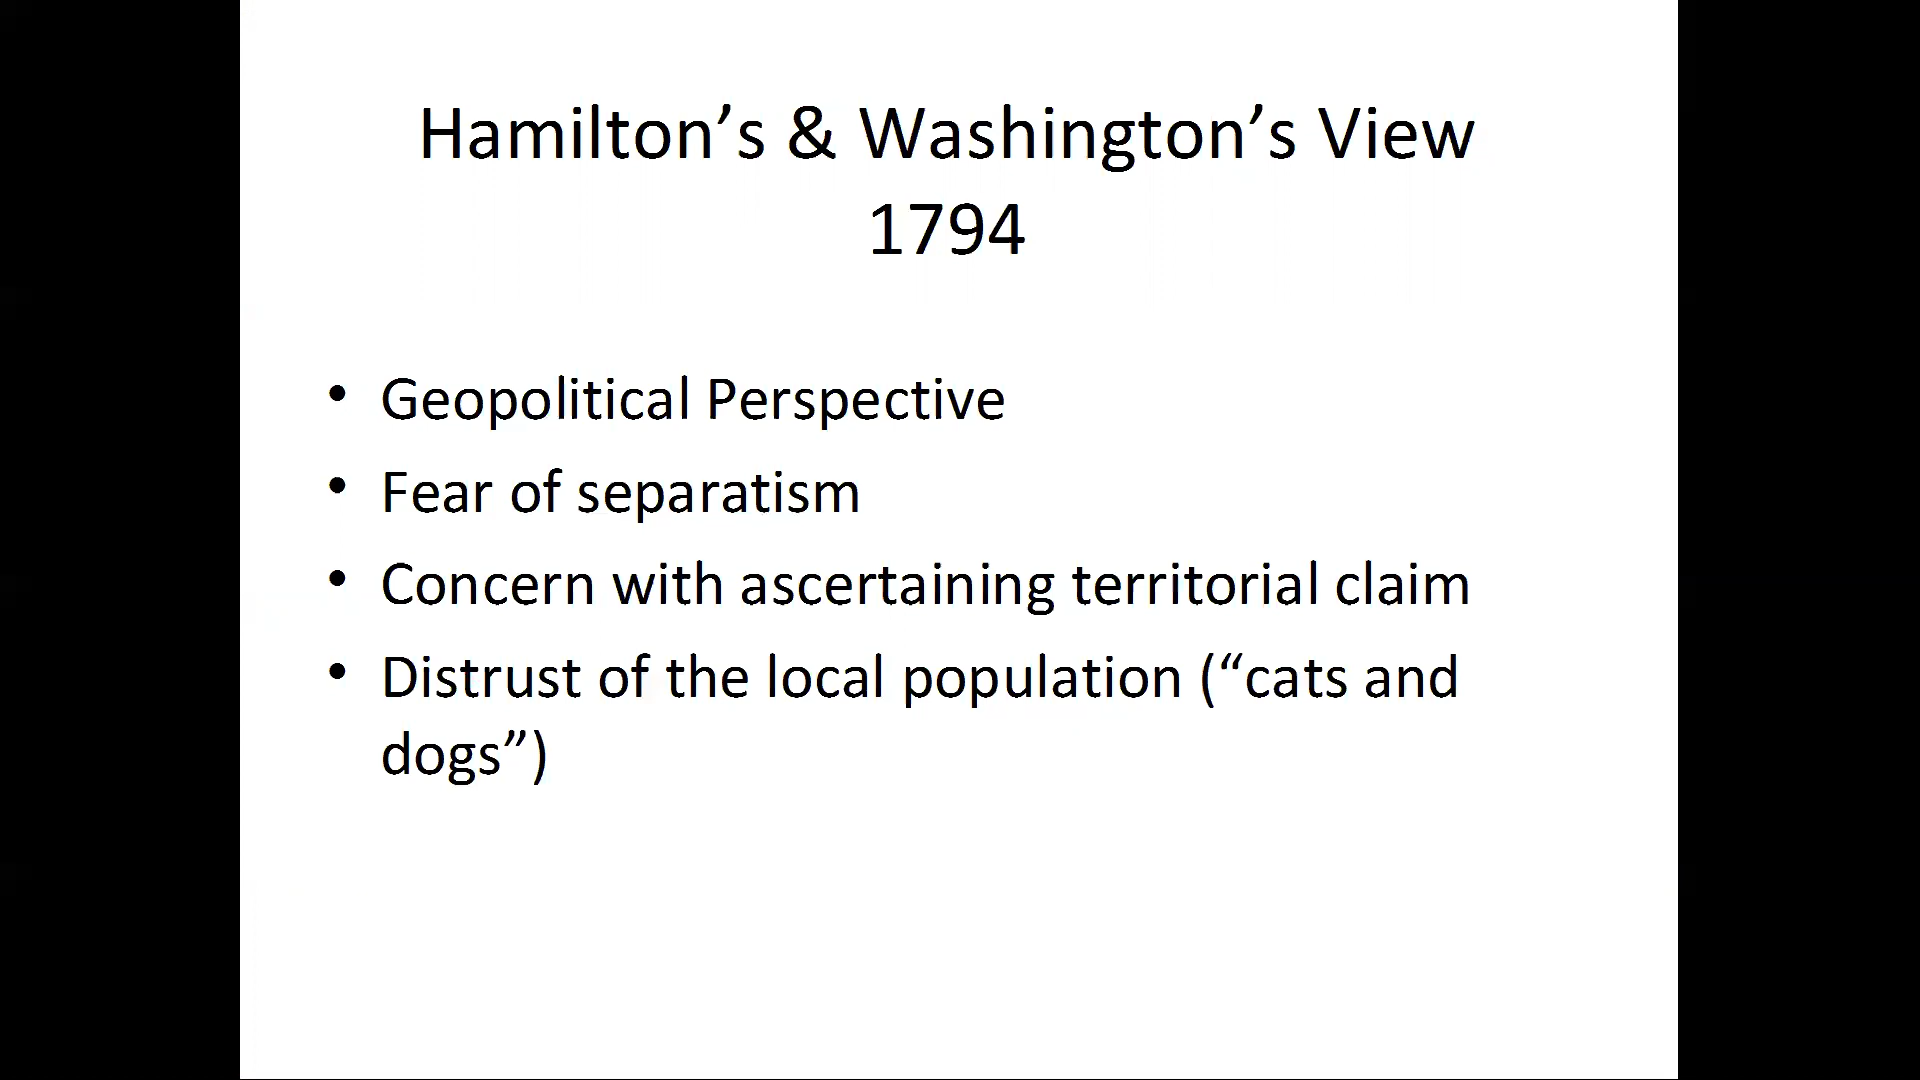 Hamilton’s & Washington’s View
1794
• Geopolitical Perspective
• Fear of separatism
• Concern with ascertaining territorial claim
• Distrust of the local population (“cats and
dogs”)